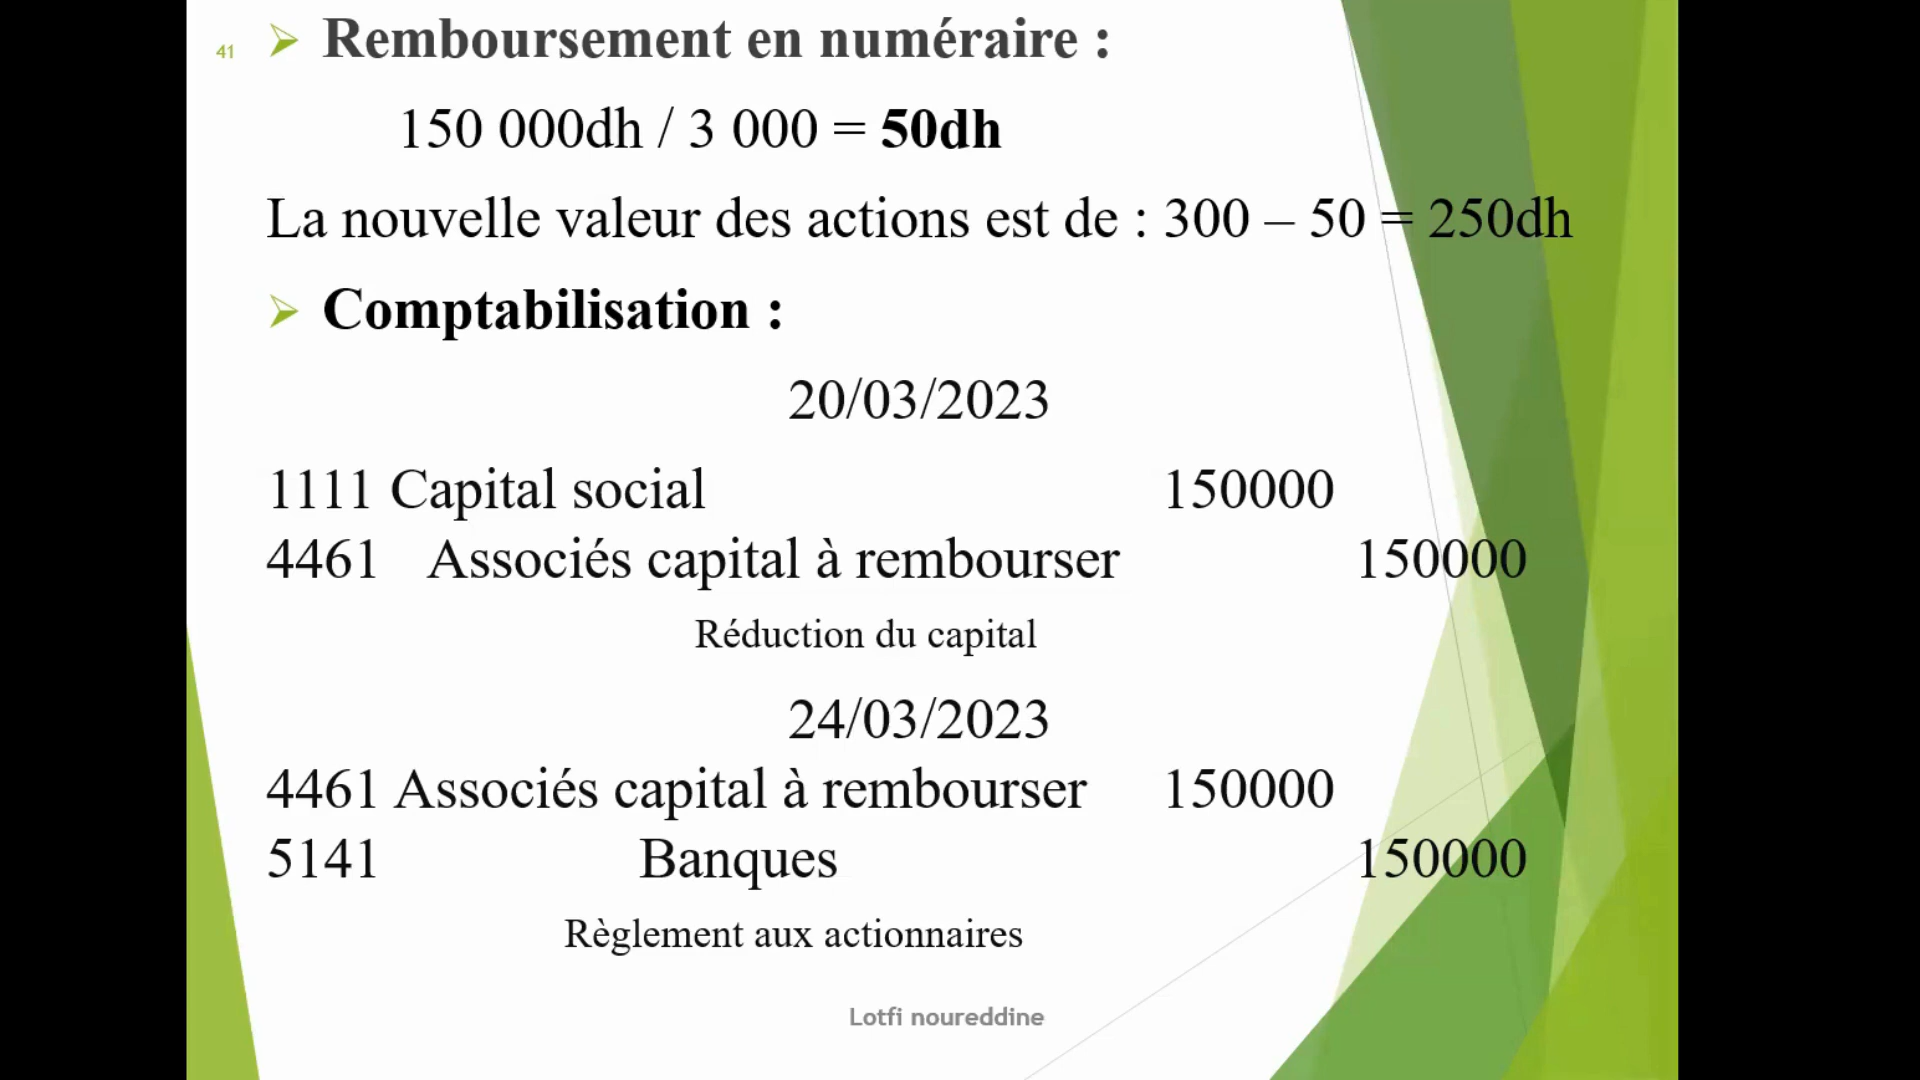 41
Remboursement en numéraire :
150 000dh / 3 000 = 50dh
La nouvelle valeur des actions est de : 300 – 50 = 250dh
Comptabilisation :
20/03/2023
1111 Capital social 150000
4461 Associés capital à rembourser 150000
Réduction du capital
24/03/2023
4461 Associés capital à rembourser 150000
5141 Banques 150000
Règlement aux actionnaires
Lotfi noureddine